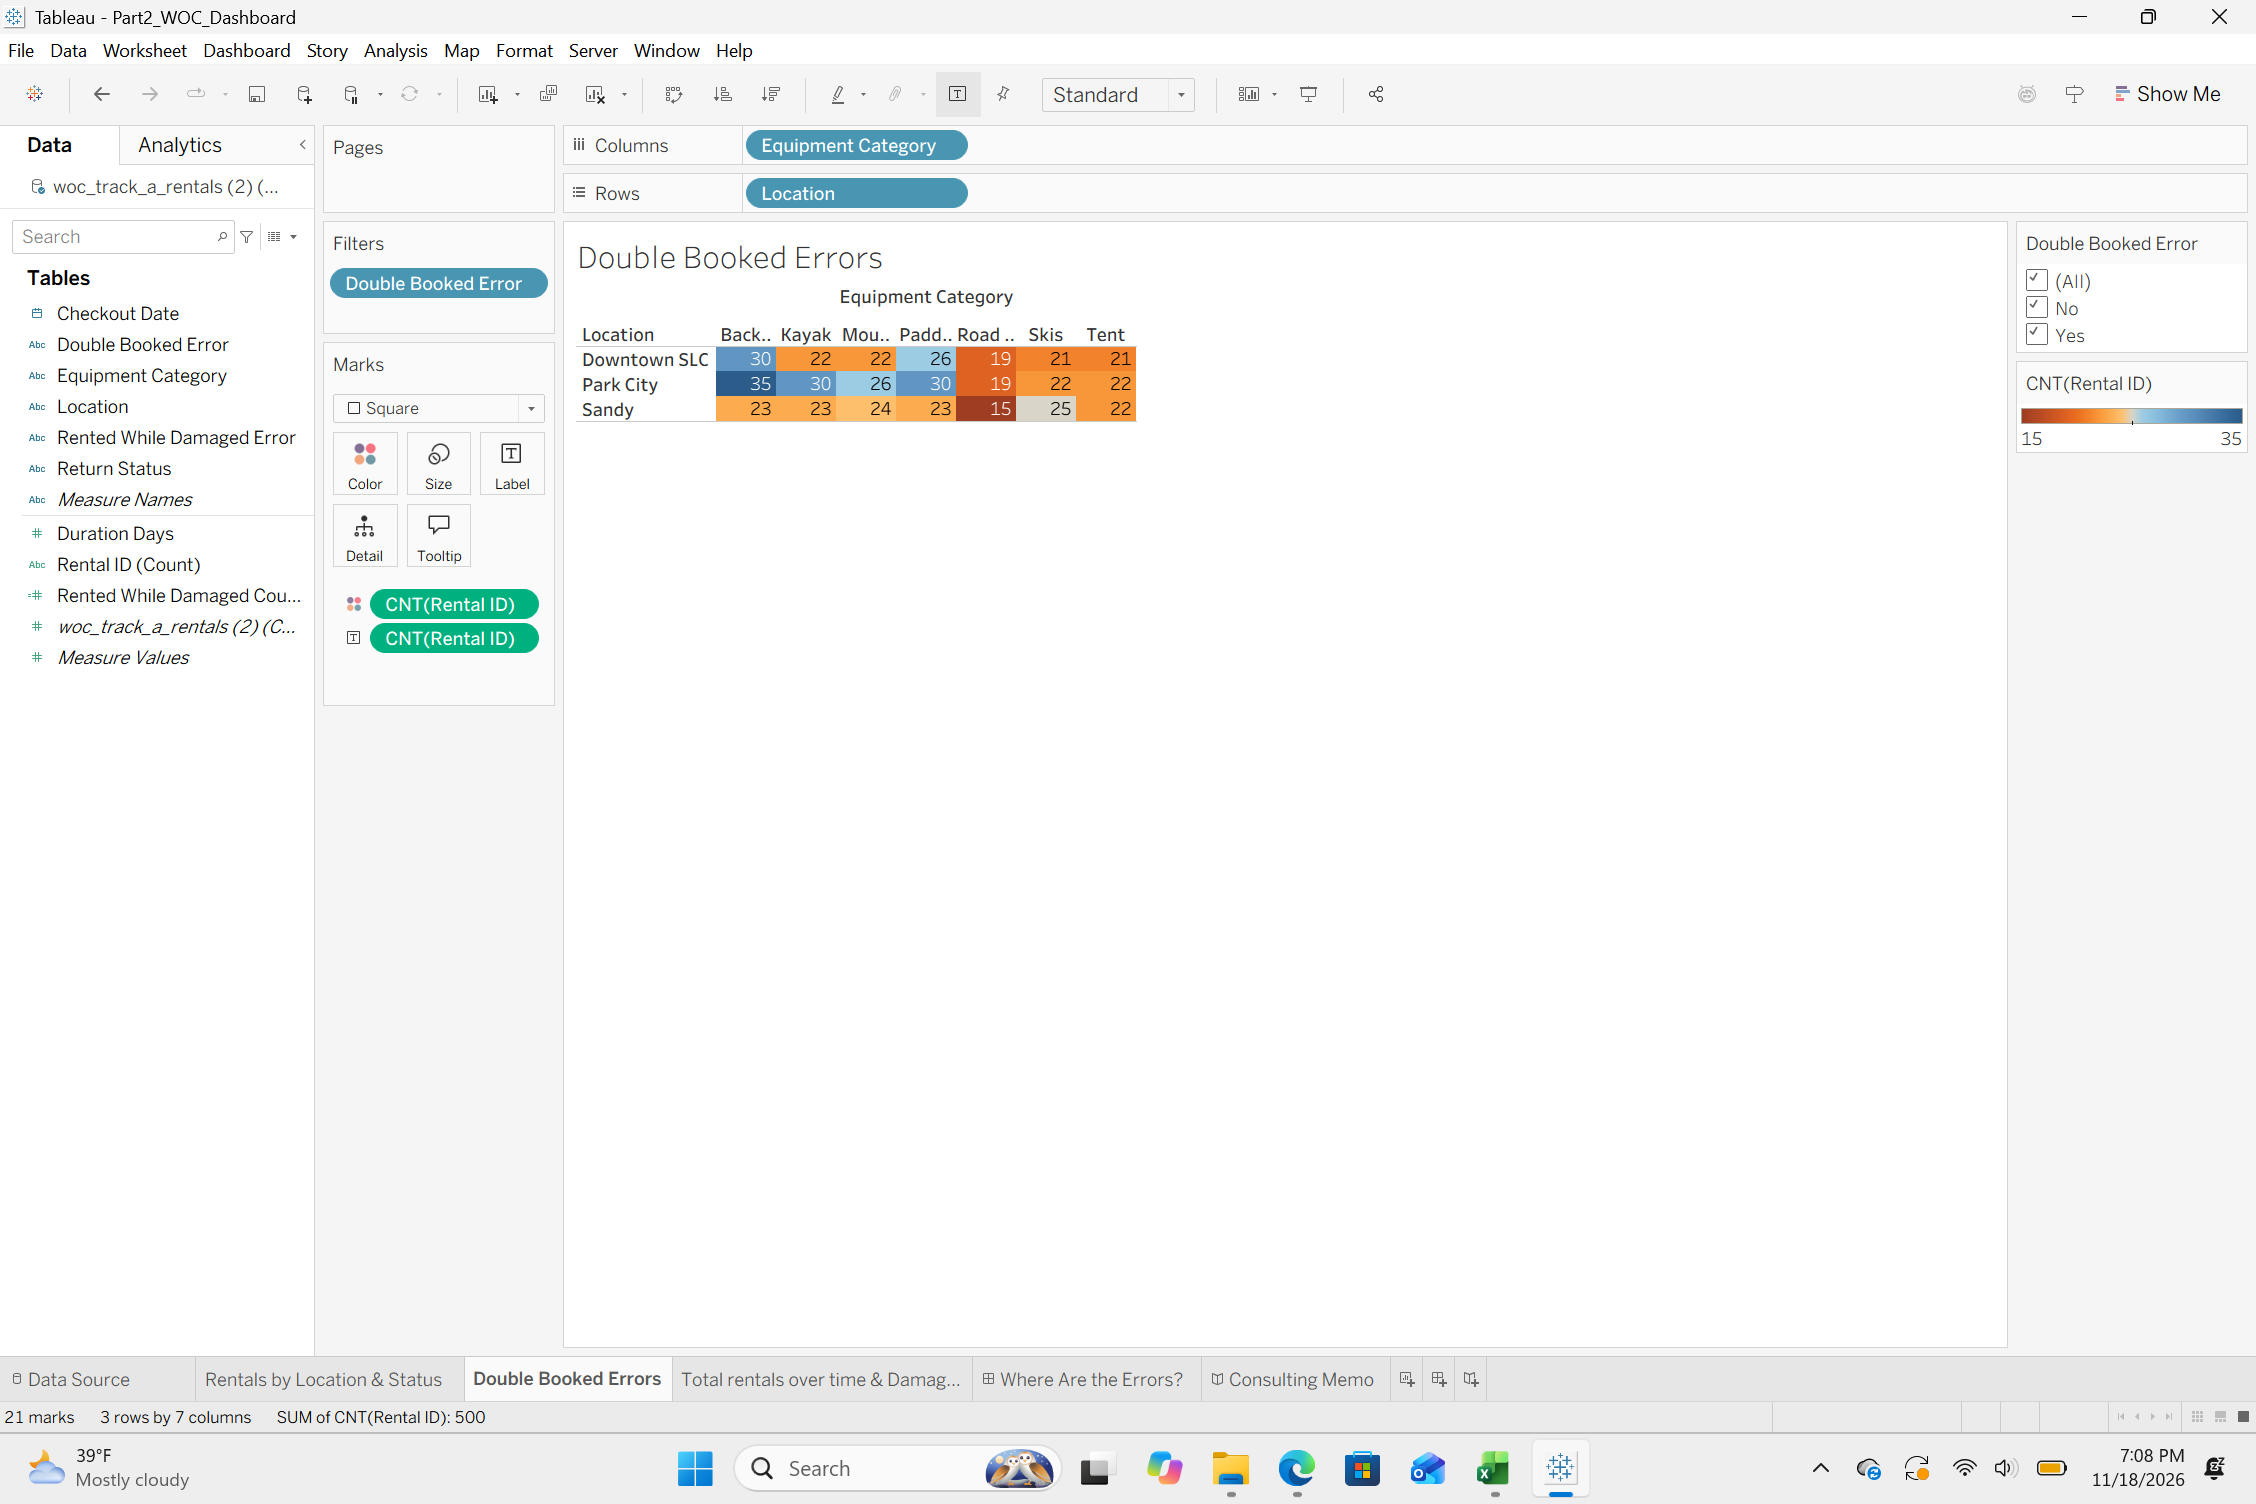 Tableau - Part2_WOC_Dashboard
File Data Worksheet Dashboard Story Analysis Map Format Server Window Help
Standard
Show Me
Data Analytics
woc_track_a_rentals (2) (...
Search
Tables
Checkout Date
Abc Double Booked Error
Abc Equipment Category
Abc Location
Abc Rented While Damaged Error
Abc Return Status
Abc Measure Names
# Duration Days
Abc Rental ID (Count)
=# Rented While Damaged Cou...
# woc_track_a_rentals (2) (C...
# Measure Values
Pages
Filters
Double Booked Error
Marks
Square
Color Size Label
Detail Tooltip
CNT(Rental ID)
CNT(Rental ID)
Columns Equipment Category
Rows Location
Double Booked Errors
Equipment Category
Location Back.. Kayak Mou.. Padd.. Road .. Skis Tent
Downtown SLC 30 22 22 26 19 21 21
Park City 35 30 26 30 19 22 22
Sandy 23 23 24 23 15 25 22
Double Booked Error
(All)
No
Yes
CNT(Rental ID)
15 35
Data Source Rentals by Location & Status Double Booked Errors Total rentals over time & Damag... Where Are the Errors? Consulting Memo
21 marks 3 rows by 7 columns SUM of CNT(Rental ID): 500
39°F
Mostly cloudy
Search
7:08 PM
11/18/2026